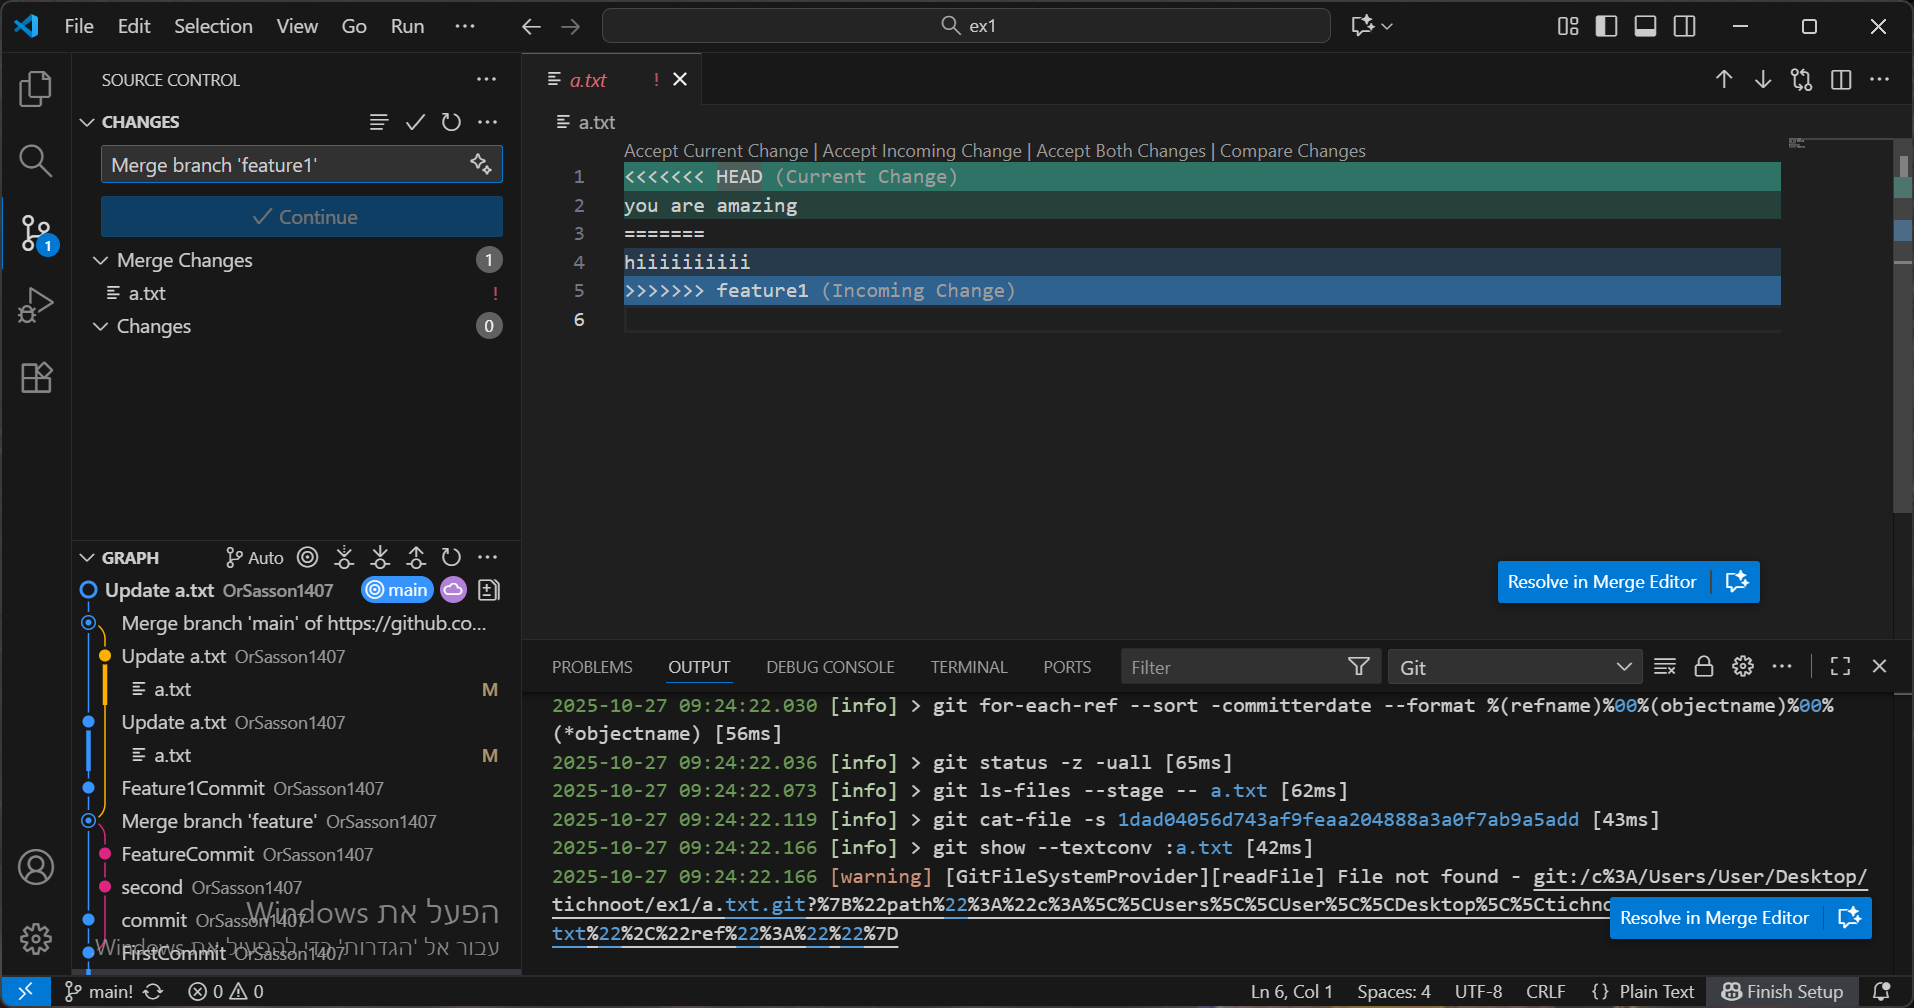 File Edit Selection View Go Run ... ex1
SOURCE CONTROL
CHANGES
Merge branch 'feature1'
Continue
Merge Changes 1
a.txt !
Changes 0
GRAPH Auto
Update a.txt OrSasson1407 main
Merge branch 'main' of https://github.co...
Update a.txt OrSasson1407
a.txt M
Update a.txt OrSasson1407
a.txt M
Feature1Commit OrSasson1407
Merge branch 'feature' OrSasson1407
FeatureCommit OrSasson1407
second OrSasson1407
commit OrSasson1407
FirstCommit OrSasson1407
הפעל את Windows
עבור אל 'הגדרות' כדי להפעיל את Windows.
a.txt !
a.txt
Accept Current Change | Accept Incoming Change | Accept Both Changes | Compare Changes
1 <<<<<<< HEAD (Current Change)
2 you are amazing
3 =======
4 hiiiiiiiiii
5 >>>>>>> feature1 (Incoming Change)
6
Resolve in Merge Editor
PROBLEMS OUTPUT DEBUG CONSOLE TERMINAL PORTS Filter Git
2025-10-27 09:24:22.030 [info] > git for-each-ref --sort -committerdate --format %(refname)%00%(objectname)%00%
(*objectname) [56ms]
2025-10-27 09:24:22.036 [info] > git status -z -uall [65ms]
2025-10-27 09:24:22.073 [info] > git ls-files --stage -- a.txt [62ms]
2025-10-27 09:24:22.119 [info] > git cat-file -s 1dad04056d743af9feaa204888a3a0f7ab9a5add [43ms]
2025-10-27 09:24:22.166 [info] > git show --textconv :a.txt [42ms]
2025-10-27 09:24:22.166 [warning] [GitFileSystemProvider][readFile] File not found - git:/c%3A/Users/User/Desktop/
tichnoot/ex1/a.txt.git?%7B%22path%22%3A%22c%3A%5C%5CUsers%5C%5CUser%5C%5CDesktop%5C%5Ctichno
txt%22%2C%22ref%22%3A%22%22%7D
Resolve in Merge Editor
main! 0 0 Ln 6, Col 1 Spaces: 4 UTF-8 CRLF {} Plain Text Finish Setup